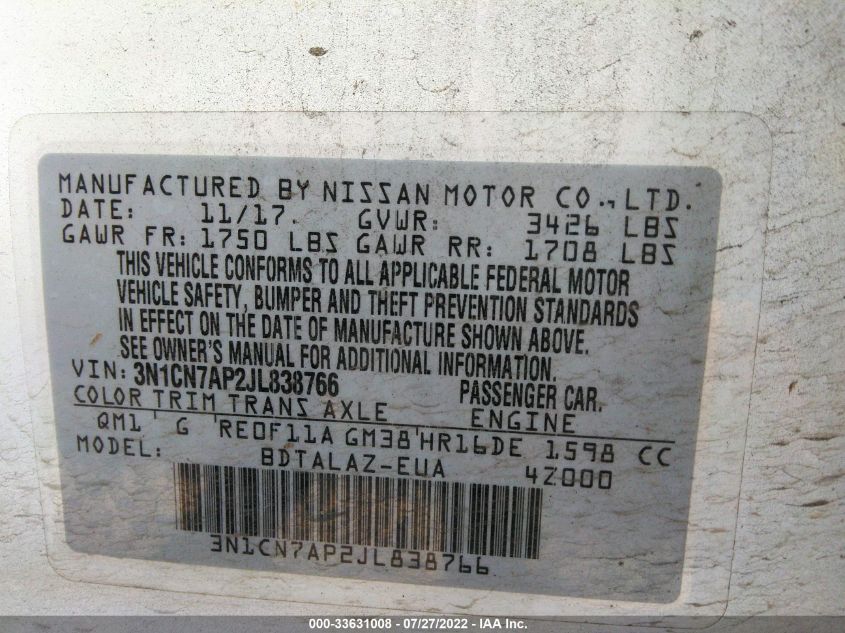 MANUFACTURED BY NISSAN MOTOR CO., LTD.
DATE: 11/17 GVWR: 3426 LBS
GAWR FR: 1750 LBS GAWR RR: 1708 LBS
THIS VEHICLE CONFORMS TO ALL APPLICABLE FEDERAL MOTOR
VEHICLE SAFETY, BUMPER AND THEFT PREVENTION STANDARDS
IN EFFECT ON THE DATE OF MANUFACTURE SHOWN ABOVE.
SEE OWNER'S MANUAL FOR ADDITIONAL INFORMATION.
VIN: 3N1CN7AP2JL838766 PASSENGER CAR.
COLOR TRIM TRANS AXLE ENGINE
QM1 G RE0F11A GM38 HR16DE 1598 CC
MODEL: BDTALAZ-EUA 42000
3N1CN7AP2JL838766
000-33631008 / 07/27/2022 - IAA Inc.